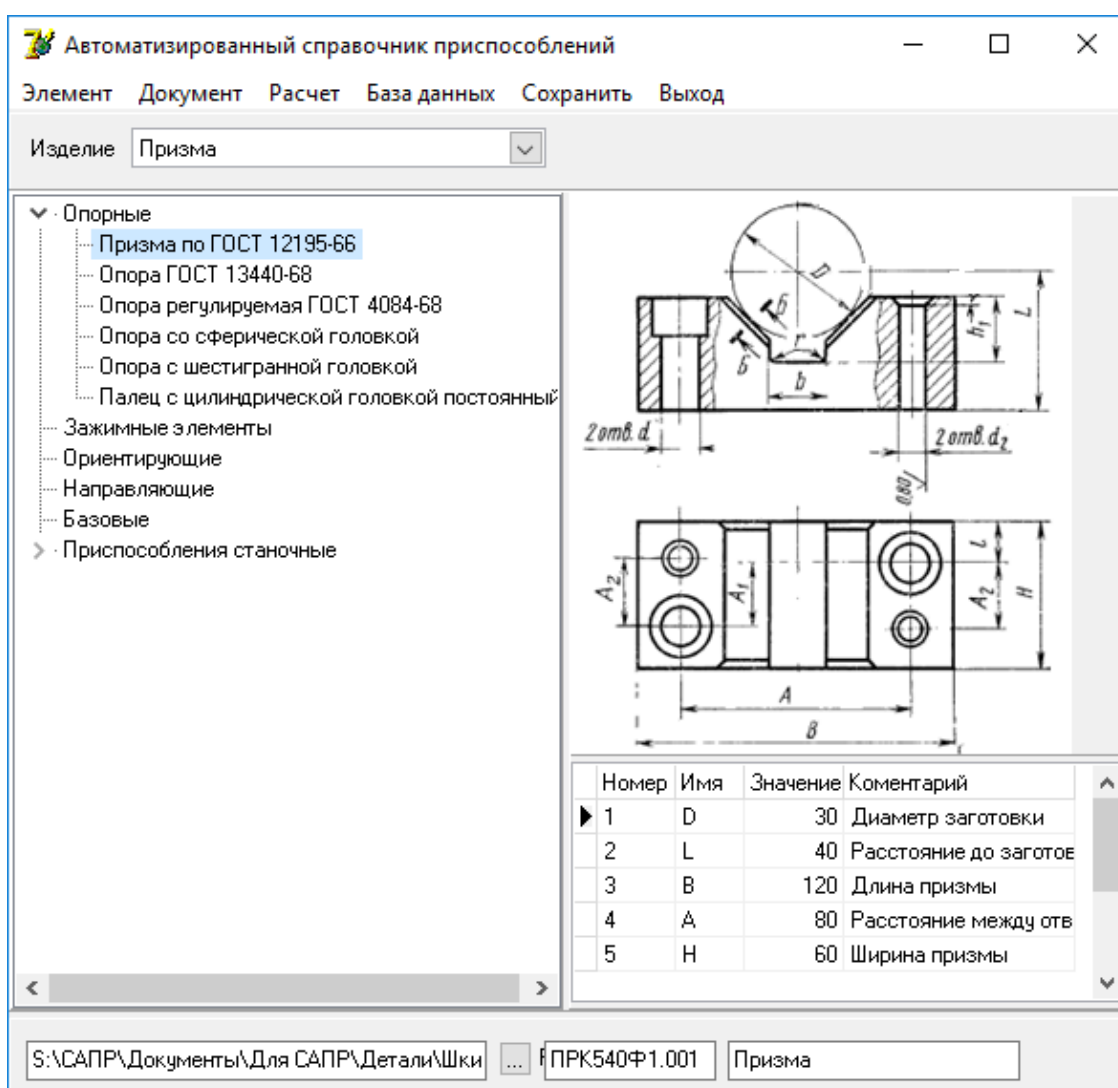 Автоматизированный справочник приспособлений
Элемент Документ Расчет База данных Сохранить Выход
Изделие Призма
Опорные
Призма по ГОСТ 12195-66
Опора ГОСТ 13440-68
Опора регулируемая ГОСТ 4084-68
Опора со сферической головкой
Опора с шестигранной головкой
Палец с цилиндрической головкой постоянный
Зажимные элементы
Ориентирующие
Направляющие
Базовые
Приспособления станочные
D
Б
Б
r
b
h1
L
2 отв. d
2 отв. d2
0,80
A2
A1
l
A2
H
A
B
Номер Имя Значение Коментарий
1 D 30 Диаметр заготовки
2 L 40 Расстояние до заготов
3 B 120 Длина призмы
4 A 80 Расстояние между отв
5 H 60 Ширина призмы
S:\САПР\Документы\Для САПР\Детали\Шки ... ПРК540Ф1.001 Призма